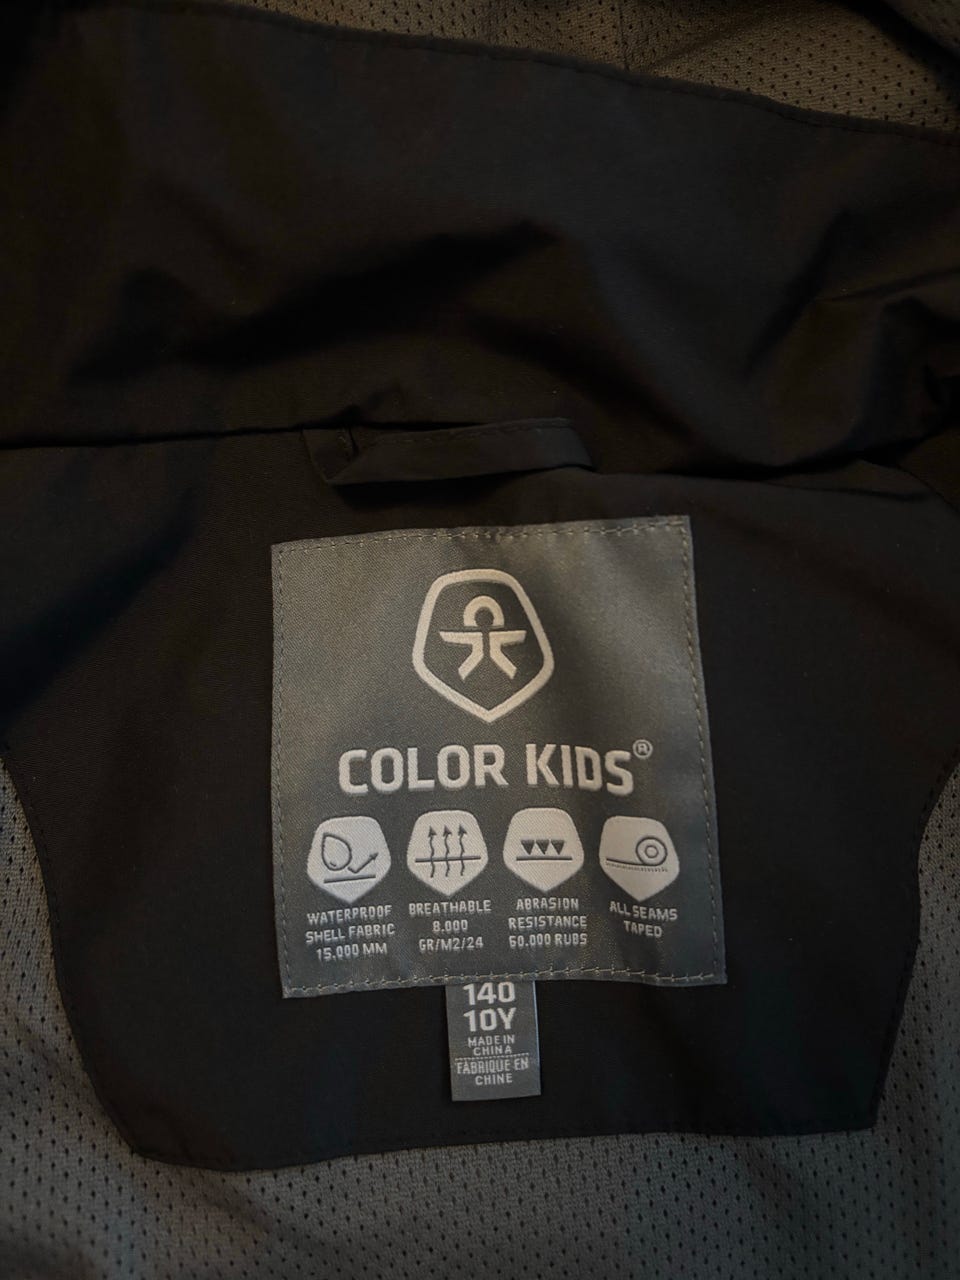 COLOR KIDS®
WATERPROOF
SHELL FABRIC
15.000 MM
BREATHABLE
8.000
GR/M2/24
ABRASION
RESISTANCE
60.000 RUBS
ALL SEAMS
TAPED
140
10Y
MADE IN
CHINA
FABRIQUE EN
CHINE